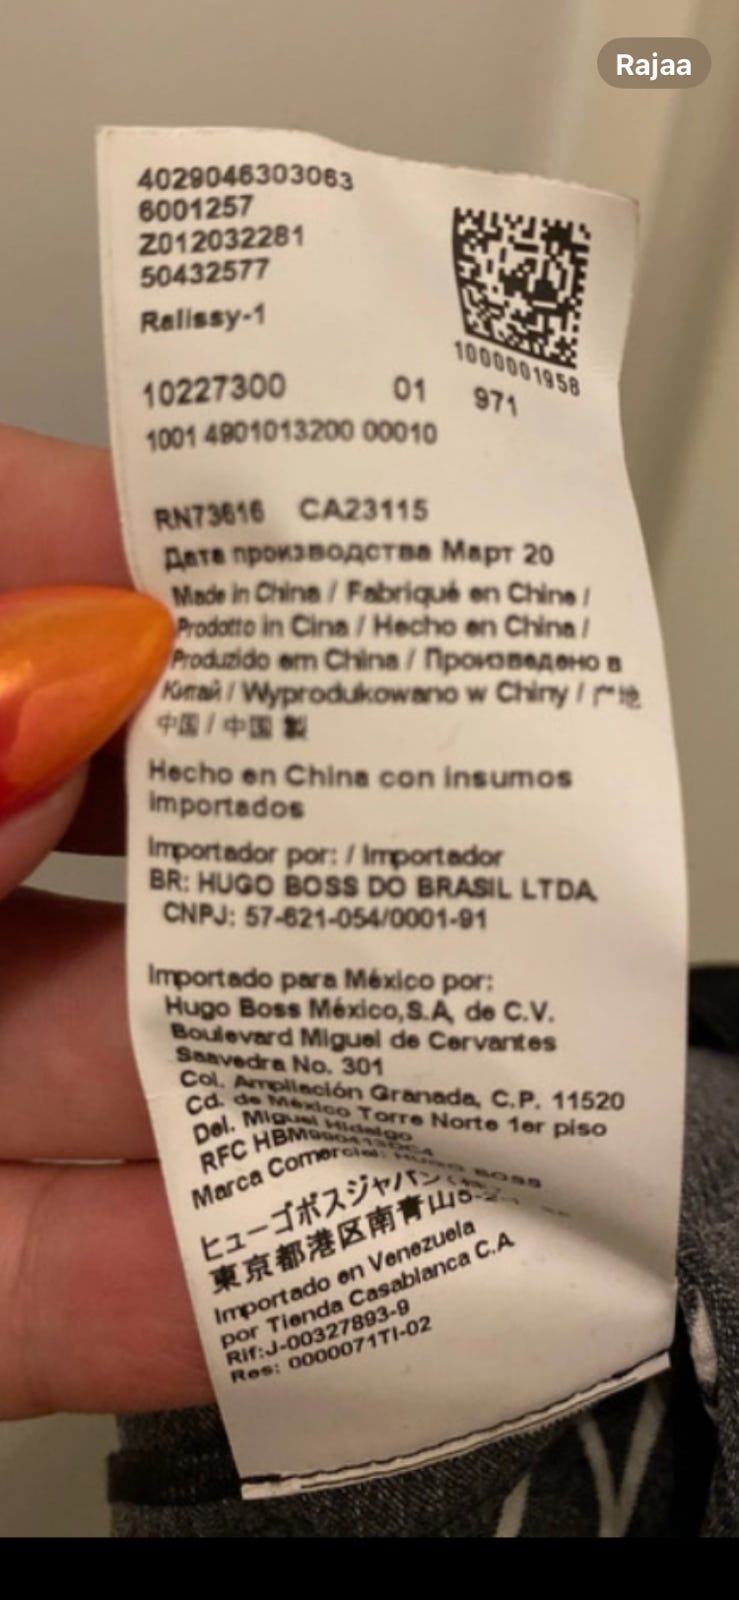 Rajaa
4029046303063
6001257
Z012032281
50432577
Relissy-1
1000001958
10227300 01 971
1001 4901013200 00010
RN73616 CA23115
Дата производства Март 20
Made in China / Fabriqué en Chine /
Prodotto in Cina / Hecho en China /
Produzido em China / Произведено в
Китай / Wyprodukowano w Chiny / 产地
中国 / 中国 製
Hecho en China con insumos
importados
Importador por: / Importador
BR: HUGO BOSS DO BRASIL LTDA
CNPJ: 57-621-054/0001-91
Importado para México por:
Hugo Boss México,S.A, de C.V.
Boulevard Miguel de Cervantes
Saavedra No. 301
Col. Ampliación Granada, C.P. 11520
Cd. de México Torre Norte 1er piso
Del. Miguel Hidalgo
RFC
Marca Comercial: HUGO BOSS
ヒューゴボスジャパン
東京都港区南青山
Importado en Venezuela
por Tienda Casablanca C.A
Rif:J-00327893-9
Res: 0000071TI-02